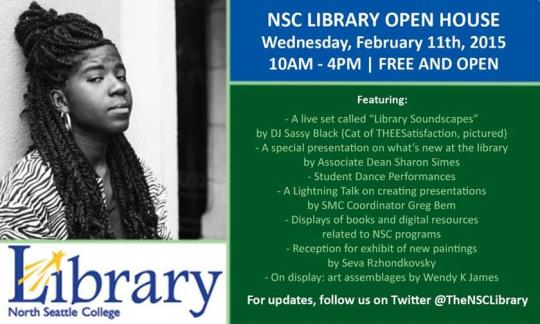 NSC LIBRARY OPEN HOUSE
Wednesday, February 11th, 2015
10AM - 4PM | FREE AND OPEN
Featuring:
- A live set called "Library Soundscapes"
by DJ Sassy Black (Cat of THEESatisfaction, pictured)
- A special presentation on what's new at the library
by Associate Dean Sharon Simes
- Student Dance Performances
- A Lightning Talk on creating presentations
by SMC Coordinator Greg Bem
- Displays of books and digital resources
related to NSC programs
- Reception for exhibit of new paintings
by Seva Rzhondkovsky
- On display: art assemblages by Wendy K James
For updates, follow us on Twitter @TheNSCLibrary
Library
North Seattle College